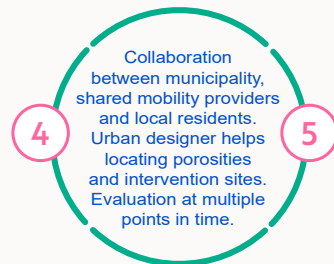 Collaboration
between municipality,
shared mobility providers
and local residents.
4
Urban designer helps
5
locating porosities
and intervention sites.
Evaluation at multiple
points in time.